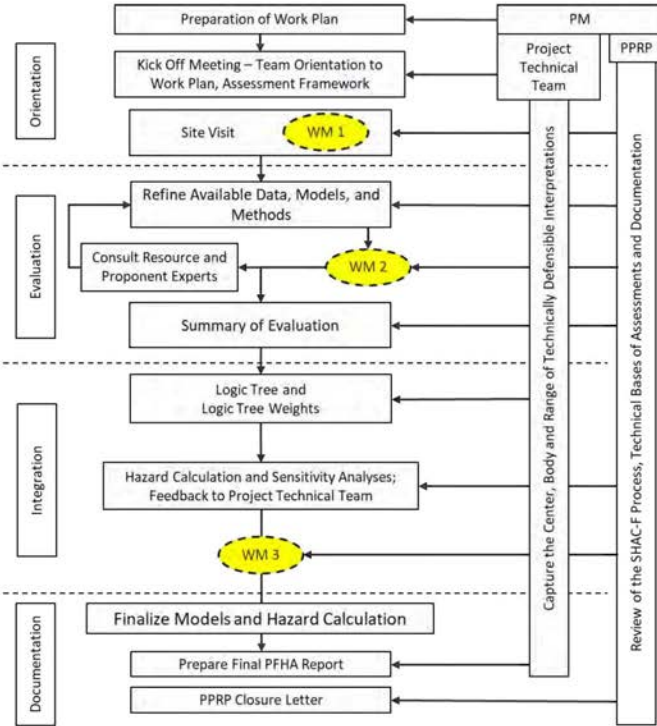 Preparation of Work Plan
PM
Project
Technical
Team
PPRP
Kick Off Meeting – Team Orientation to
Work Plan, Assessment Framework
Orientation
Site Visit
WM 1
Refine Available Data, Models, and
Methods
Evaluation
Consult Resource and
Proponent Experts
WM 2
Summary of Evaluation
Logic Tree and
Logic Tree Weights
Integration
Hazard Calculation and Sensitivity Analyses;
Feedback to Project Technical Team
WM 3
Documentation
Finalize Models and Hazard Calculation
Prepare Final PFHA Report
PPRP Closure Letter
Capture the Center, Body and Range of Technically Defensible Interpretations
Review of the SHAC-F Process, Technical Bases of Assessments and Documentation